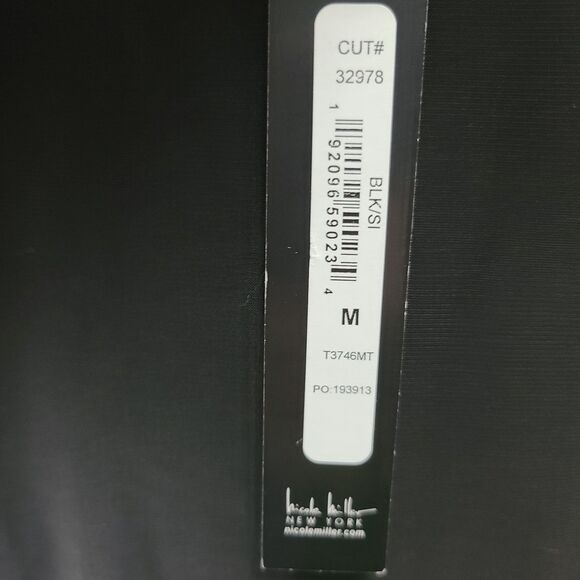 CUT#
32978
BLK/SI
1 92096 59023 4
M
T3746MT
PO:193913
nicole miller
NEW YORK
nicolemiller.com